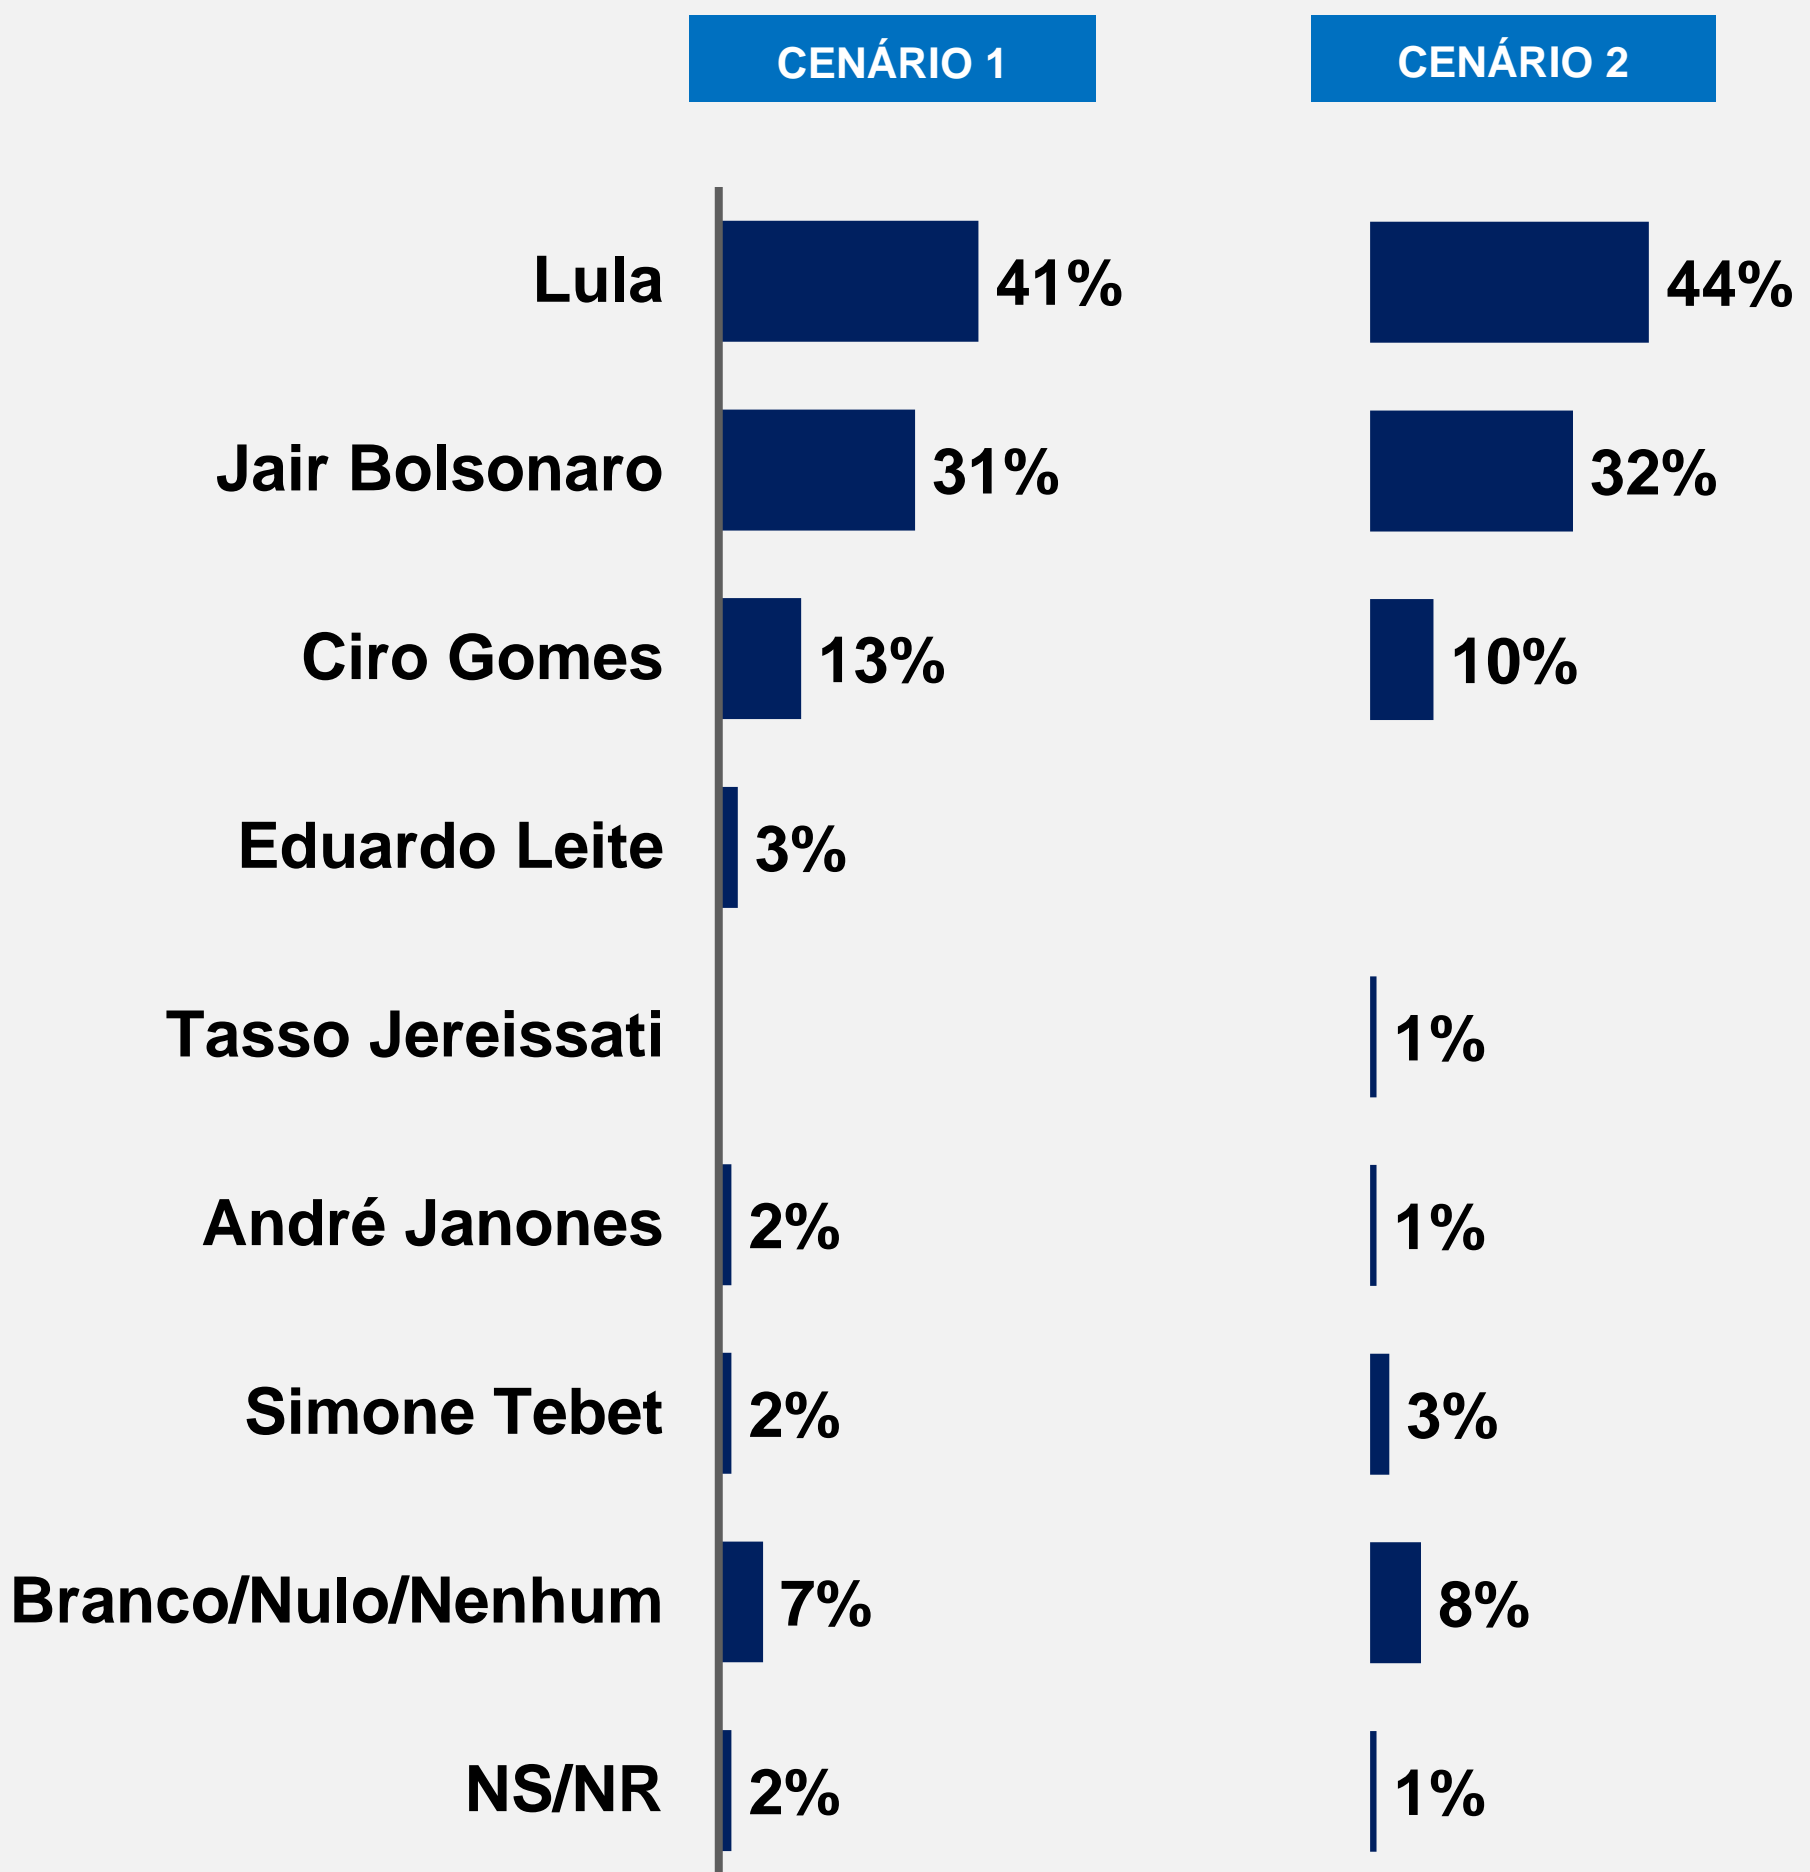 CENÁRIO 1 CENÁRIO 2
Lula 41% 44%
Jair Bolsonaro 31% 32%
Ciro Gomes 13% 10%
Eduardo Leite 3%
Tasso Jereissati 1%
André Janones 2% 1%
Simone Tebet 2% 3%
Branco/Nulo/Nenhum 7% 8%
NS/NR 2% 1%